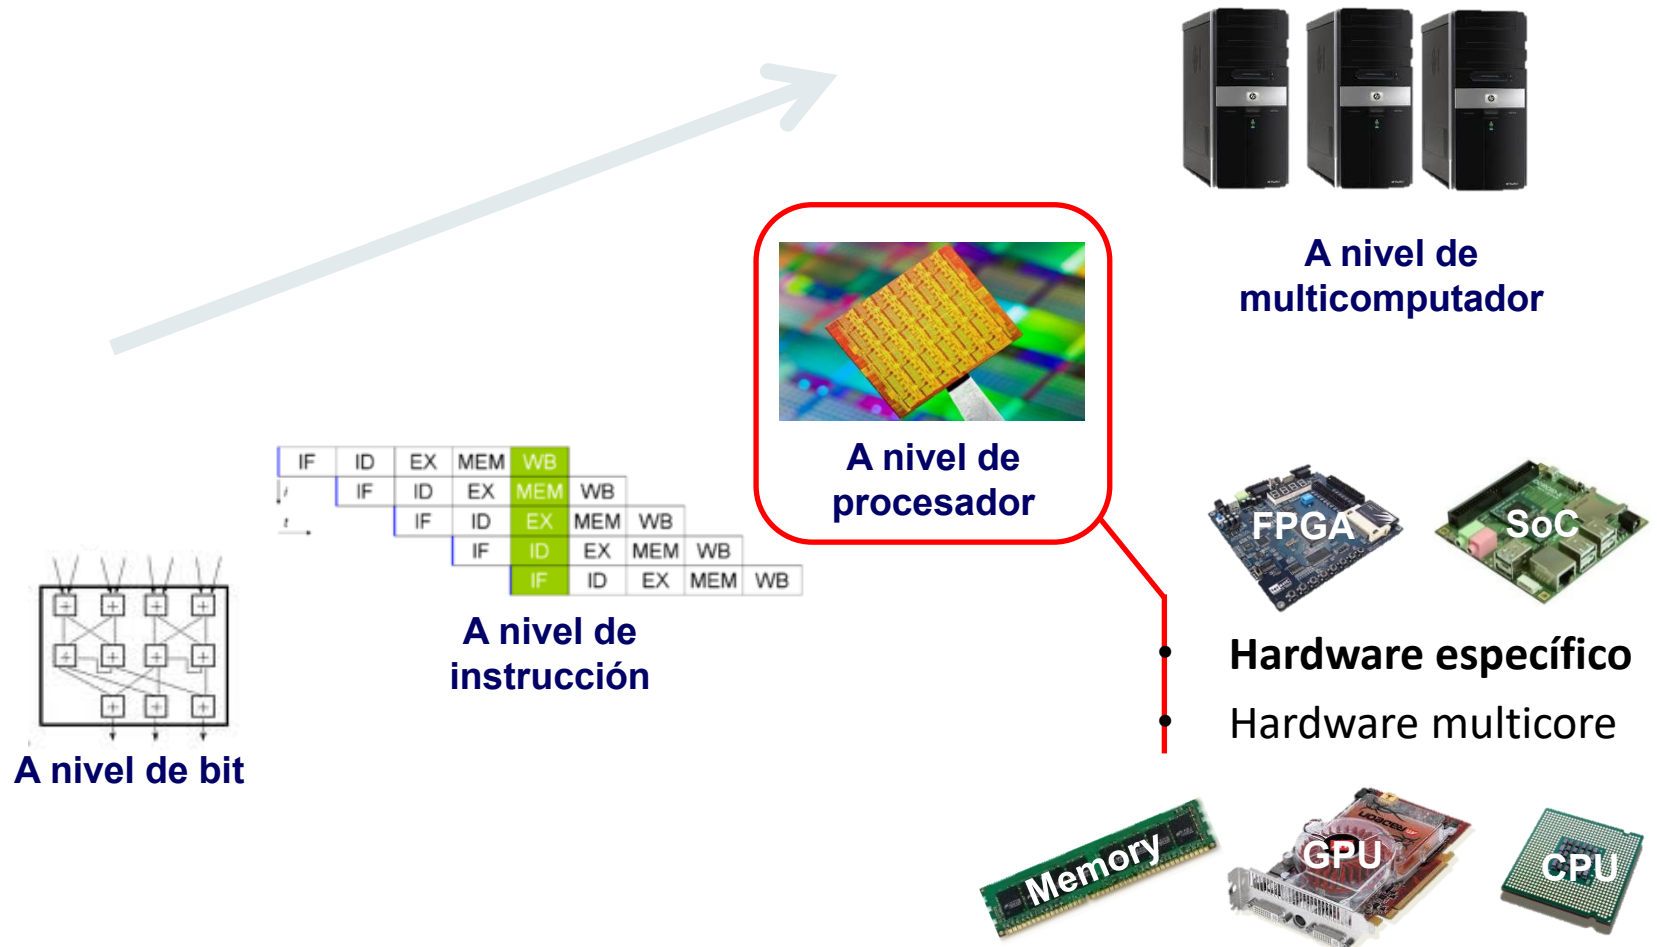 A nivel de
multicomputador
A nivel de
procesador
IF ID EX MEM WB
i IF ID EX MEM WB
t IF ID EX MEM WB
IF ID EX MEM WB
IF ID EX MEM WB
A nivel de
instrucción
+ + + +
+ + + +
+ + +
A nivel de bit
FPGA
SoC
• Hardware específico
• Hardware multicore
Memory
GPU
CPU
RADEON